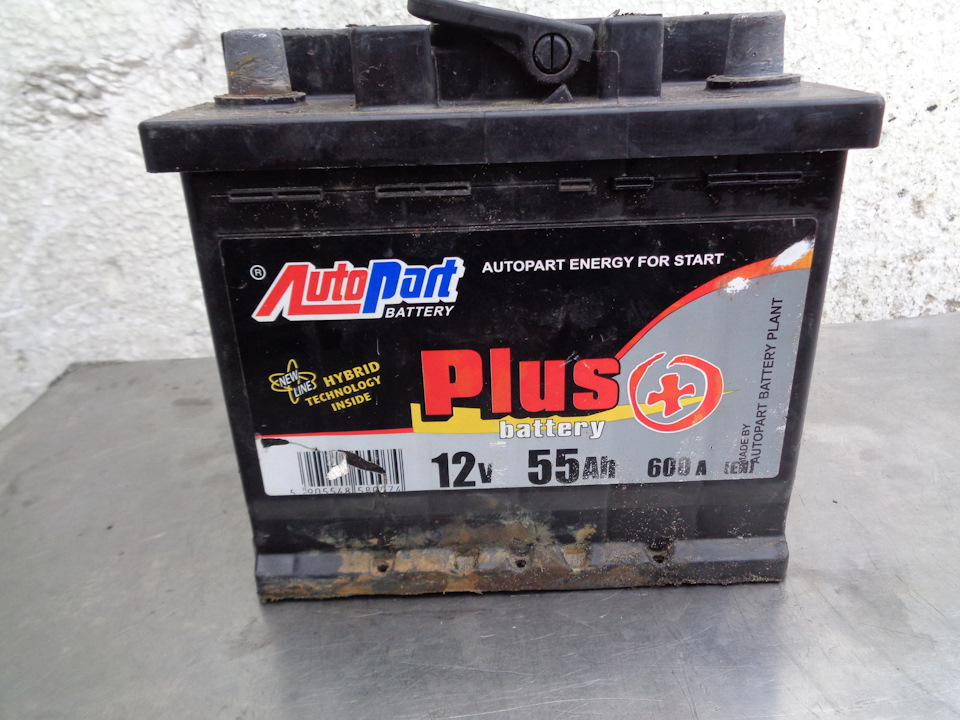 ®
AutoPart
BATTERY
AUTOPART ENERGY FOR START
NEW
LINES
HYBRID
TECHNOLOGY
INSIDE
Plus
battery
MADE BY
AUTOPART BATTERY PLANT
12V 55Ah 600 A (EN)